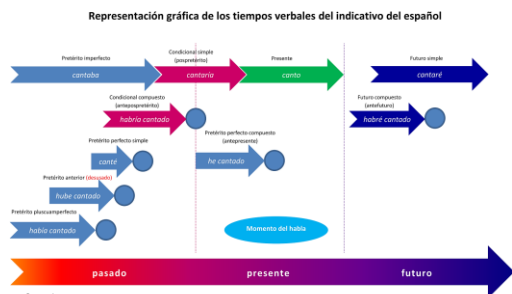 Representación gráfica de los tiempos verbales del indicativo del español
Pretérito imperfecto
cantaba
Condicional simple
(pospretérito)
cantaría
Presente
canto
Futuro simple
cantaré
Condicional compuesto
(antepospretérito)
habría cantado
Futuro compuesto
(antefuturo)
habré cantado
Pretérito perfecto simple
canté
Pretérito perfecto compuesto
(antepresente)
he cantado
Pretérito anterior (desusado)
hube cantado
Pretérito pluscuamperfecto
había cantado
Momento del habla
pasado
presente
futuro